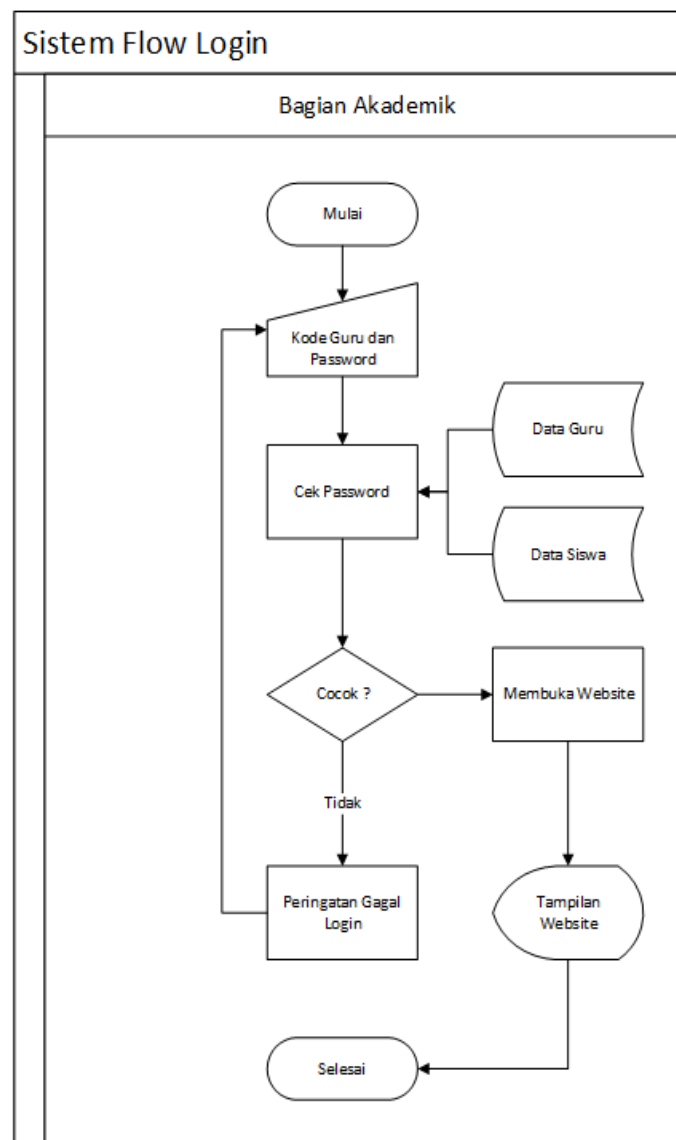 Sistem Flow Login
Bagian Akademik
Mulai
Kode Guru dan
Password
Data Guru
Cek Password
Data Siswa
Cocok ?
Membuka Website
Tidak
Peringatan Gagal
Login
Tampilan
Website
Selesai